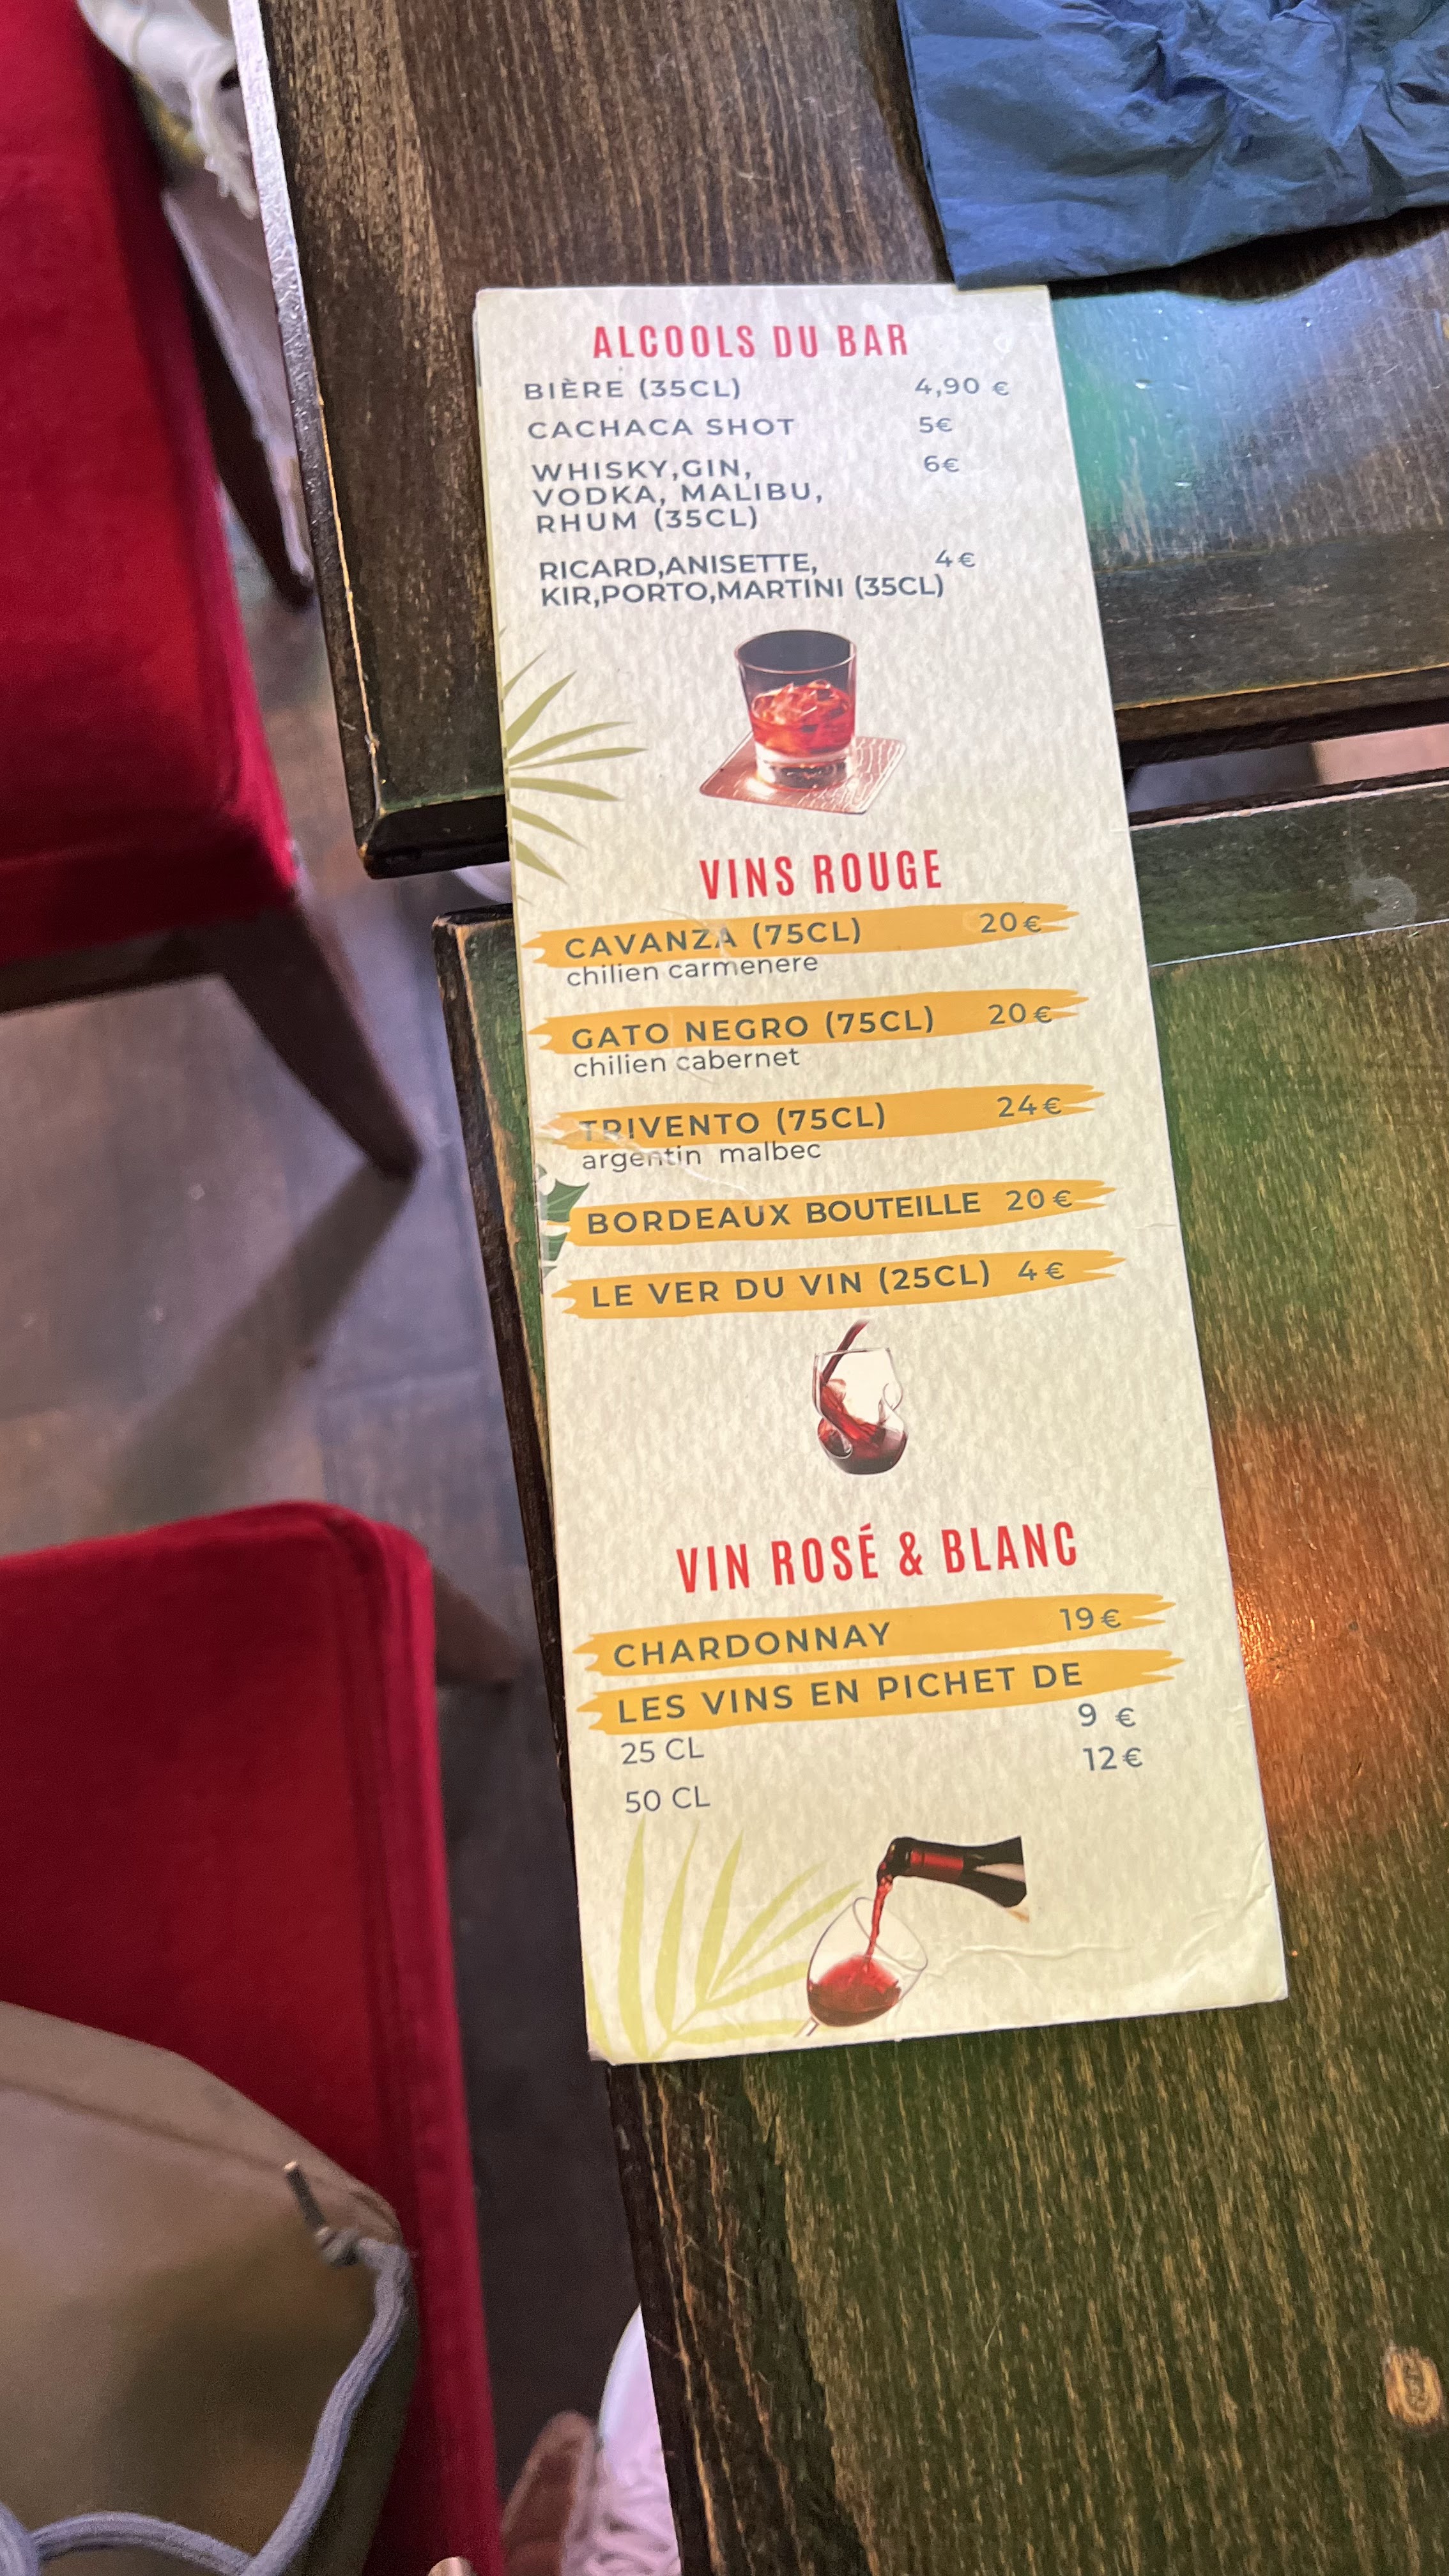 ALCOOLS DU BAR
BIÈRE (35CL) 4,90 €
CACHACA SHOT 5€
WHISKY,GIN, 6€
VODKA, MALIBU,
RHUM (35CL)
RICARD,ANISETTE, 4€
KIR,PORTO,MARTINI (35CL)
VINS ROUGE
CAVANZA (75CL) 20€
chilien carmenere
GATO NEGRO (75CL) 20€
chilien cabernet
TRIVENTO (75CL) 24€
argentin malbec
BORDEAUX BOUTEILLE 20€
LE VER DU VIN (25CL) 4€
VIN ROSÉ & BLANC
CHARDONNAY 19€
LES VINS EN PICHET DE
25 CL 9 €
50 CL 12€